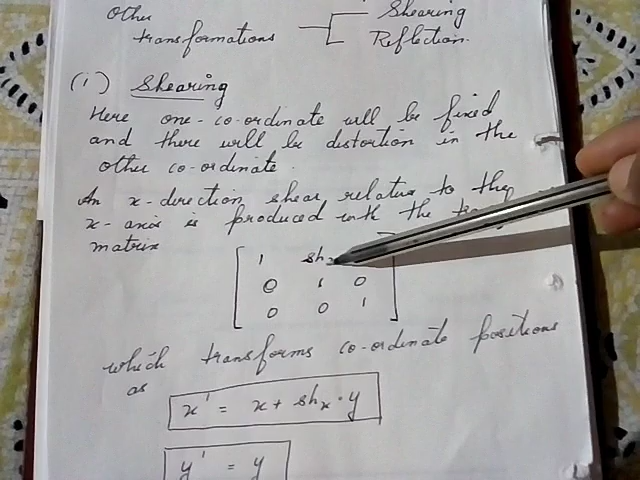 Other
transformations
Shearing
Reflection.
(i) Shearing
Here one-co-ordinate will be fixed
and there will be distortion in the
other co-ordinate.
An x-direction shear relative to the
x-axis is produced with the
matrix
1 shx
0 1 0
0 0 1
which transforms co-ordinate positions
as
x' = x + shx · y
y' = y